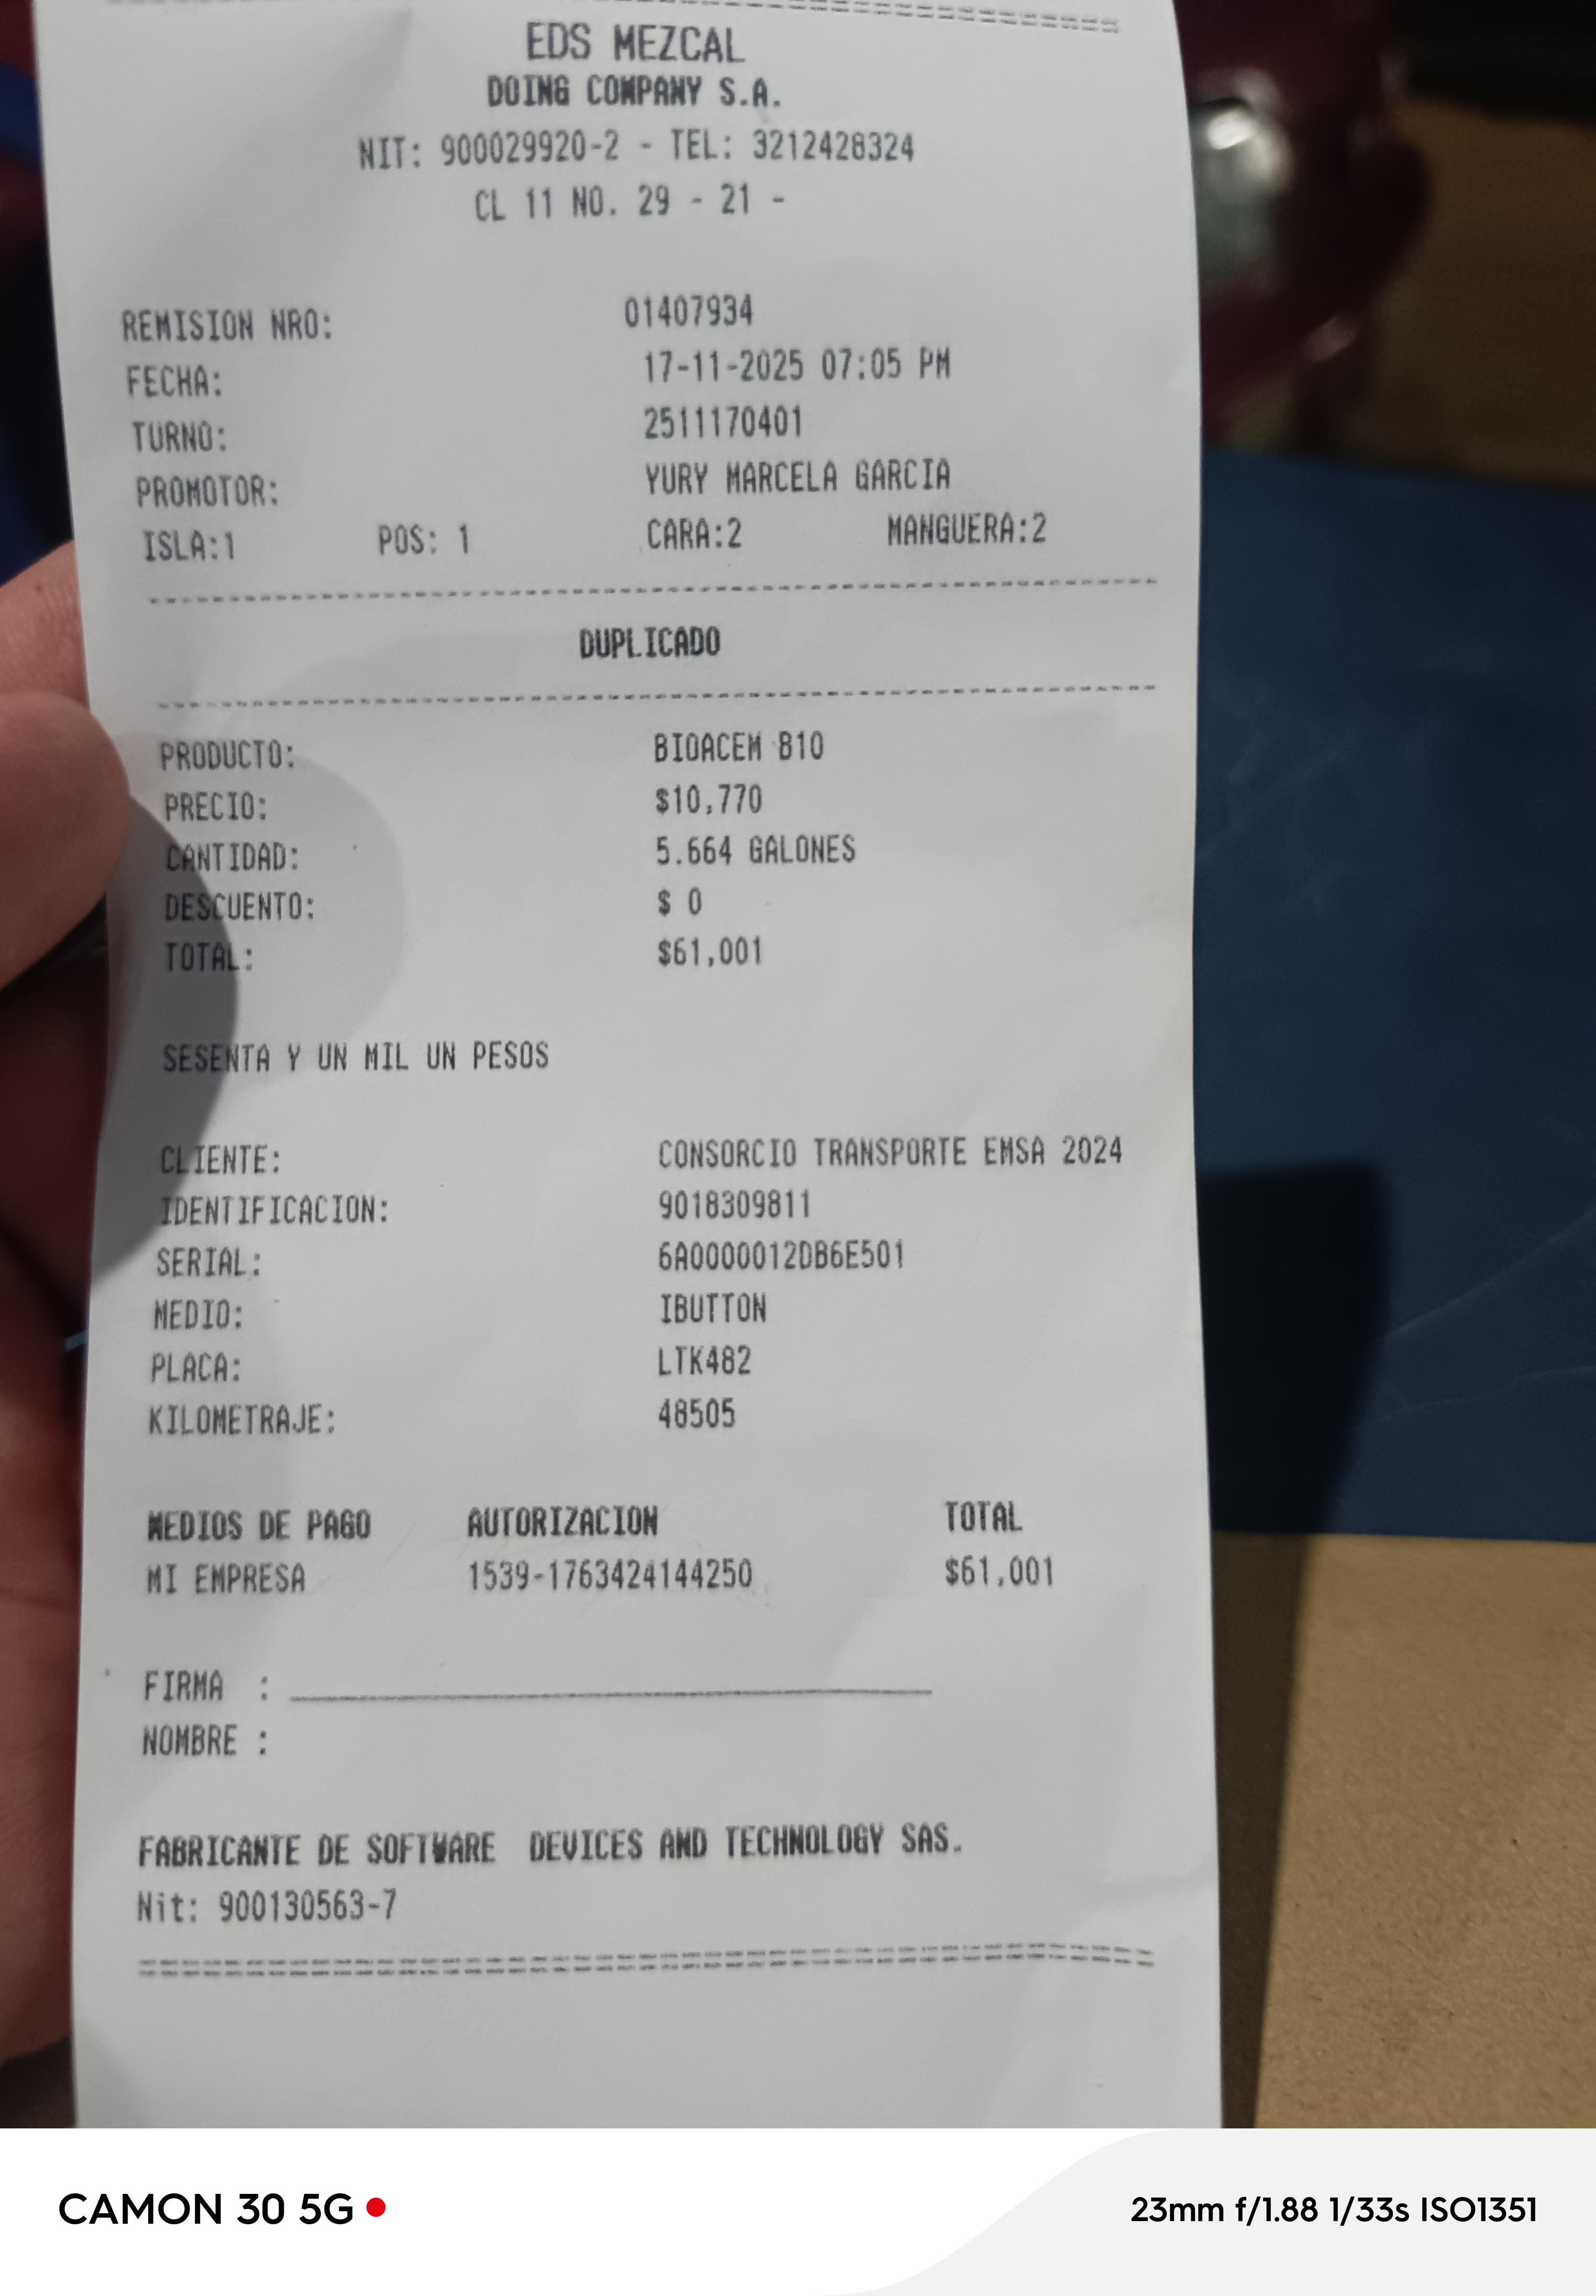 EDS MEZCAL
DOING COMPANY S.A.
NIT: 900029920-2 - TEL: 3212428324
CL 11 NO. 29 - 21 -
REMISION NRO: 01407934
FECHA: 17-11-2025 07:05 PM
TURNO: 2511170401
PROMOTOR: YURY MARCELA GARCIA
ISLA:1 POS: 1 CARA:2 MANGUERA:2
DUPLICADO
PRODUCTO: BIOACEM B10
PRECIO: $10,770
CANTIDAD: 5.664 GALONES
DESCUENTO: $ 0
TOTAL: $61,001
SESENTA Y UN MIL UN PESOS
CLIENTE: CONSORCIO TRANSPORTE EMSA 2024
IDENTIFICACION: 9018309811
SERIAL: 6A0000012DB6E501
MEDIO: IBUTTON
PLACA: LTK482
KILOMETRAJE: 48505
MEDIOS DE PAGO AUTORIZACION TOTAL
MI EMPRESA 1539-1763424144250 $61,001
FIRMA :
NOMBRE :
FABRICANTE DE SOFTWARE DEVICES AND TECHNOLOGY SAS.
Nit: 900130563-7
CAMON 30 5G
23mm f/1.88 1/33s ISO1351